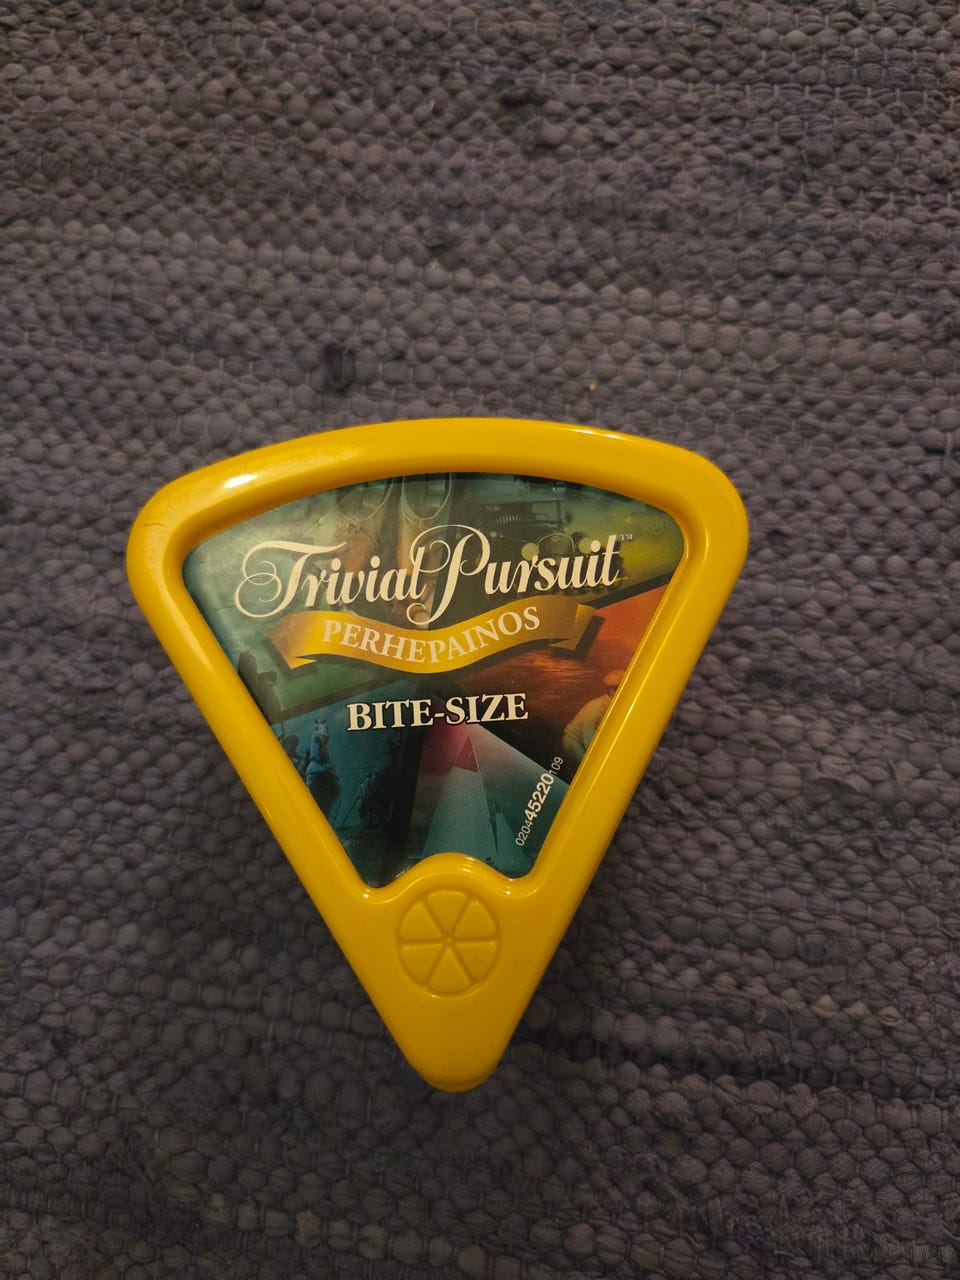 Trivial Pursuit™
PERHEPAINOS
BITE-SIZE
020445220109